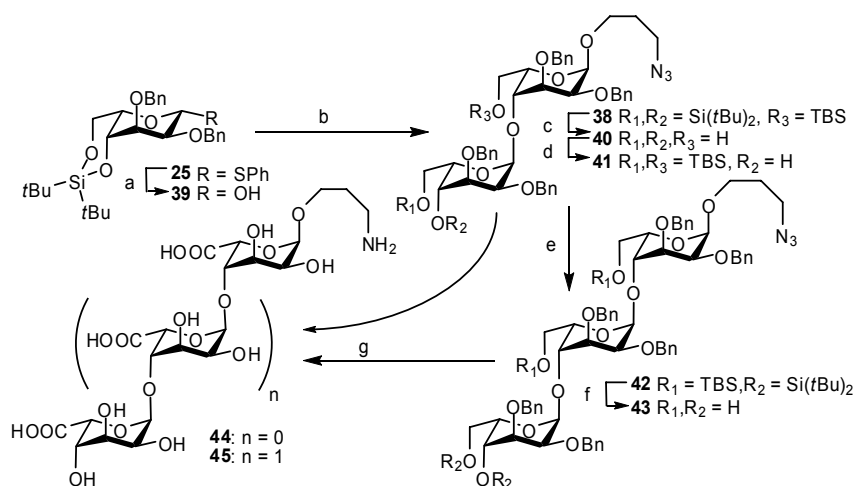 O
OBn
O
OBn
N3
R3O
O
OBn
R
OBn
O
O
Si
tBu
tBu
b
a
25 R = SPh
39 R = OH
c
38 R1,R2 = Si(tBu)2, R3 = TBS
40 R1,R2,R3 = H
d
41 R1,R3 = TBS, R2 = H
OBn
O
OBn
R1O
OR2
O
HOOC
OH
O
OH
NH2
O
HOOC
OH
O
OH
O
n
HOOC
OH
O
OH
OH
44: n = 0
45: n = 1
e
g
O
OBn
O
OBn
N3
R1O
O
OBn
O
OBn
R1O
O
f
42 R1 = TBS,R2 = Si(tBu)2
43 R1,R2 = H
OBn
O
OBn
R2O
OR2